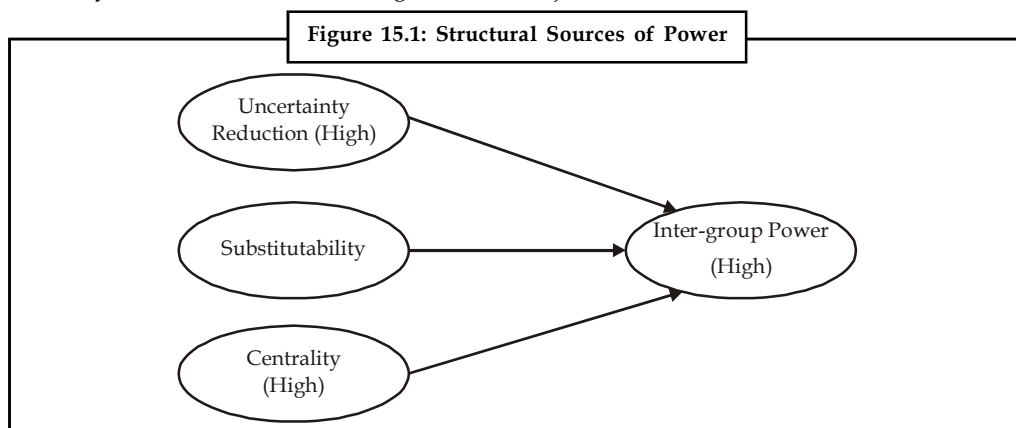 Figure 15.1: Structural Sources of Power
Uncertainty
Reduction (High)
Substitutability
Inter-group Power
(High)
Centrality
(High)